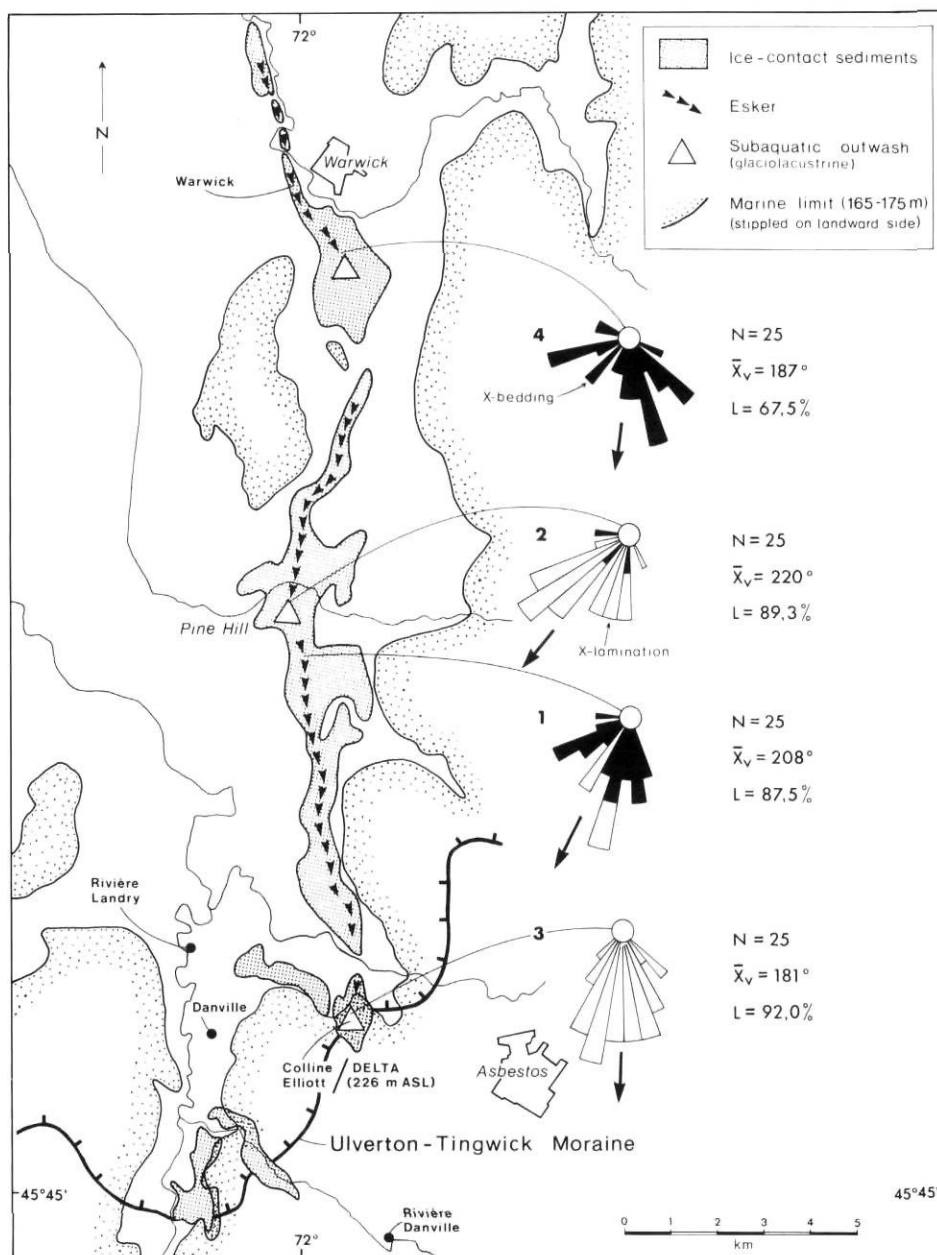 72°
N
Ice-contact sediments
Esker
Subaquatic outwash
(glaciolacustrine)
Marine limit (165-175 m)
(stippled on landward side)
Warwick
Warwick
4
X-bedding
N = 25
X̄v = 187°
L = 67,5%
2
X-lamination
N = 25
X̄v = 220°
L = 89,3%
Pine Hill
1
N = 25
X̄v = 208°
L = 87,5%
Rivière
Landry
Danville
3
N = 25
X̄v = 181°
L = 92,0%
Colline
Elliott
DELTA
(226 m ASL)
Asbestos
Ulverton-Tingwick Moraine
45°45'
45°45'
Rivière
Danville
72°
0 1 2 3 4 5
km